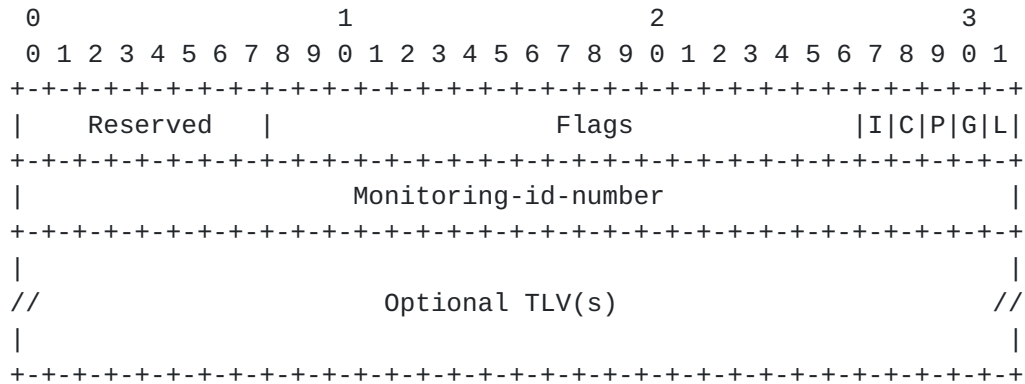 0                   1                   2                   3
 0 1 2 3 4 5 6 7 8 9 0 1 2 3 4 5 6 7 8 9 0 1 2 3 4 5 6 7 8 9 0 1
+-+-+-+-+-+-+-+-+-+-+-+-+-+-+-+-+-+-+-+-+-+-+-+-+-+-+-+-+-+-+-+-+
|    Reserved   |                  Flags              |I|C|P|G|L|
+-+-+-+-+-+-+-+-+-+-+-+-+-+-+-+-+-+-+-+-+-+-+-+-+-+-+-+-+-+-+-+-+
|                     Monitoring-id-number                      |
+-+-+-+-+-+-+-+-+-+-+-+-+-+-+-+-+-+-+-+-+-+-+-+-+-+-+-+-+-+-+-+-+
|                                                               |
//                      Optional TLV(s)                        //
|                                                               |
+-+-+-+-+-+-+-+-+-+-+-+-+-+-+-+-+-+-+-+-+-+-+-+-+-+-+-+-+-+-+-+-+